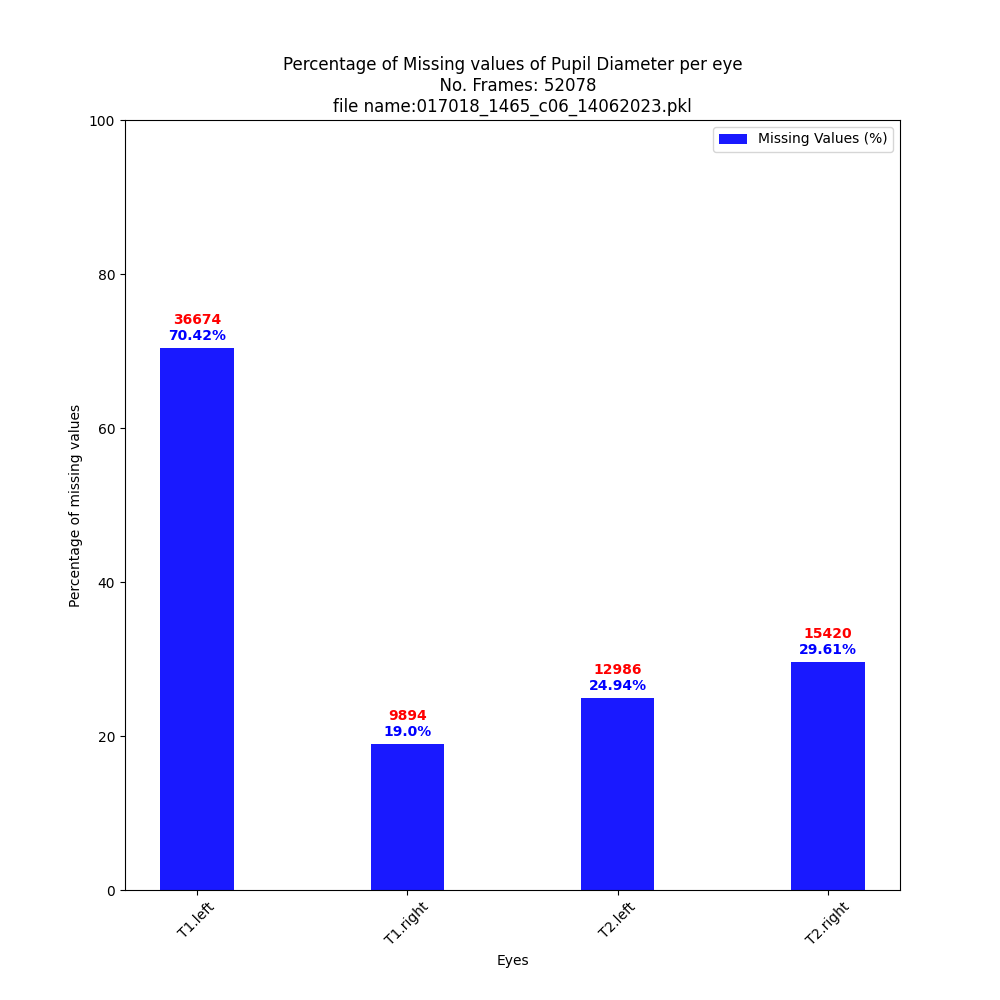 Percentage of Missing values of Pupil Diameter per eye
No. Frames: 52078
file name:017018_1465_c06_14062023.pkl
Missing Values (%)
100
80
60
40
20
0
Percentage of missing values
36674
70.42%
9894
19.0%
12986
24.94%
15420
29.61%
T1.left
T1.right
T2.left
T2.right
Eyes